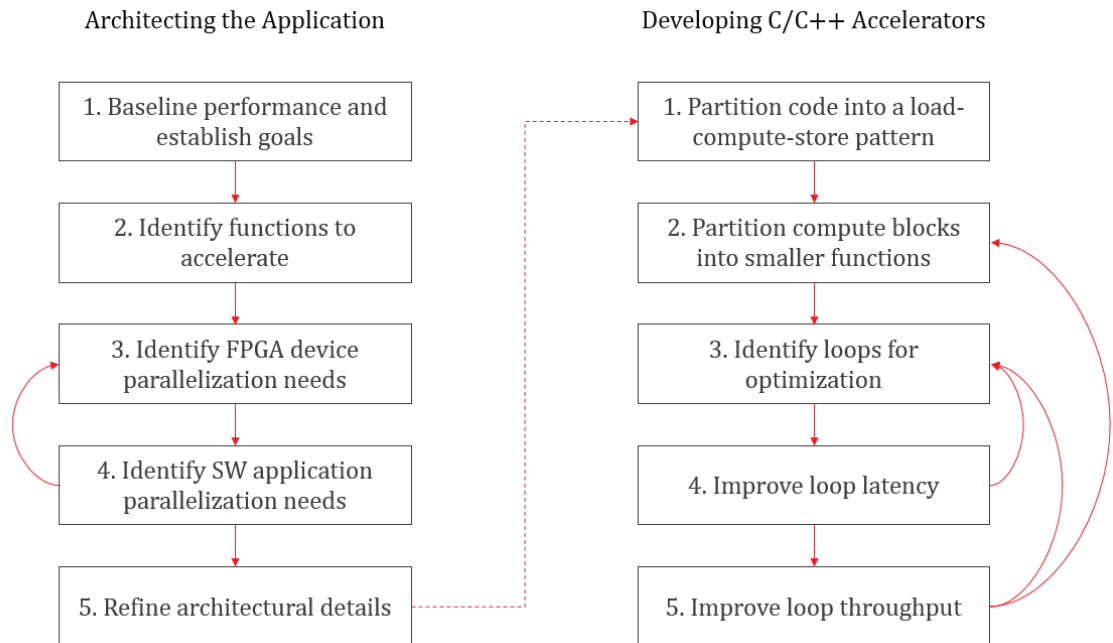 Architecting the Application
1. Baseline performance and
establish goals
2. Identify functions to
accelerate
3. Identify FPGA device
parallelization needs
4. Identify SW application
parallelization needs
5. Refine architectural details
Developing C/C++ Accelerators
1. Partition code into a load-
compute-store pattern
2. Partition compute blocks
into smaller functions
3. Identify loops for
optimization
4. Improve loop latency
5. Improve loop throughput